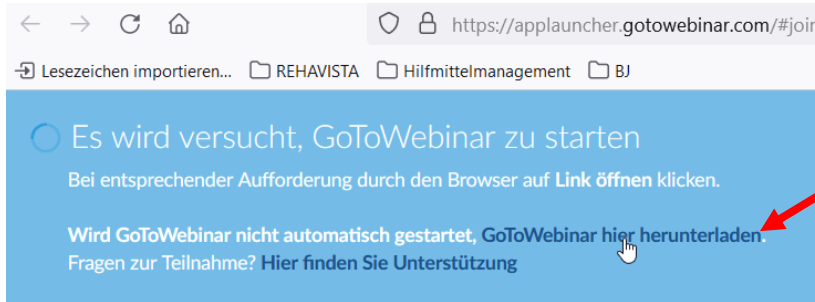 https://applauncher.gotowebinar.com/#join
Lesezeichen importieren... REHAVISTA Hilfmittelmanagement BJ
Es wird versucht, GoToWebinar zu starten
Bei entsprechender Aufforderung durch den Browser auf Link öffnen klicken.
Wird GoToWebinar nicht automatisch gestartet, GoToWebinar hier herunterladen.
Fragen zur Teilnahme? Hier finden Sie Unterstützung